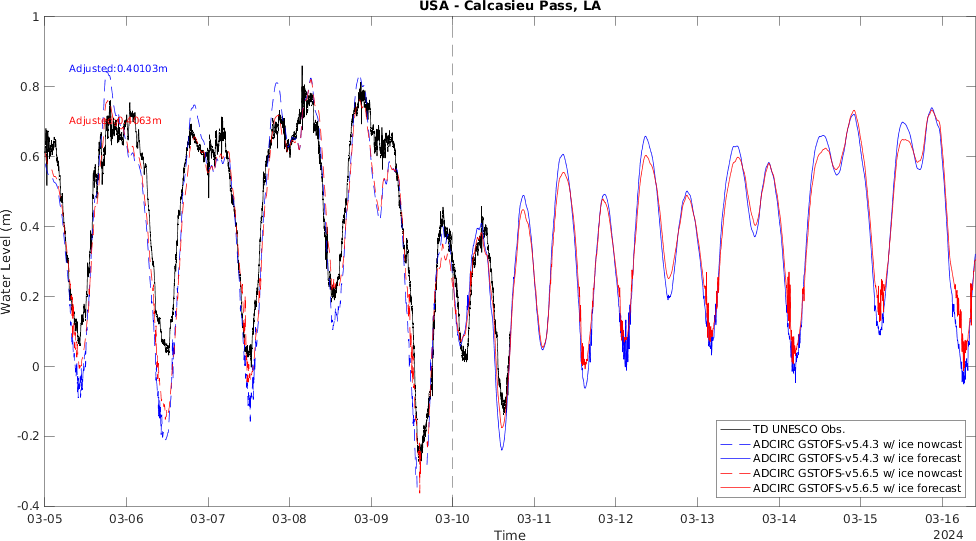 USA - Calcasieu Pass, LA
1
0.8
0.6
0.4
0.2
0
-0.2
-0.4
Water Level (m)
Adjusted:0.40103m
TD UNESCO Obs.
ADCIRC GSTOFS-v5.4.3 w/ ice nowcast
ADCIRC GSTOFS-v5.4.3 w/ ice forecast
ADCIRC GSTOFS-v5.6.5 w/ ice nowcast
ADCIRC GSTOFS-v5.6.5 w/ ice forecast
03-05 03-06 03-07 03-08 03-09 03-10 03-11 03-12 03-13 03-14 03-15 03-16
Time
2024